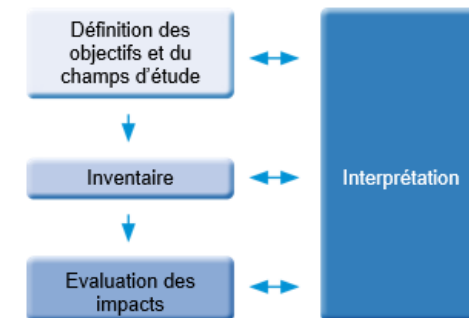 Définition des
objectifs et du
champs d'étude
Inventaire
Interprétation
Evaluation des
impacts